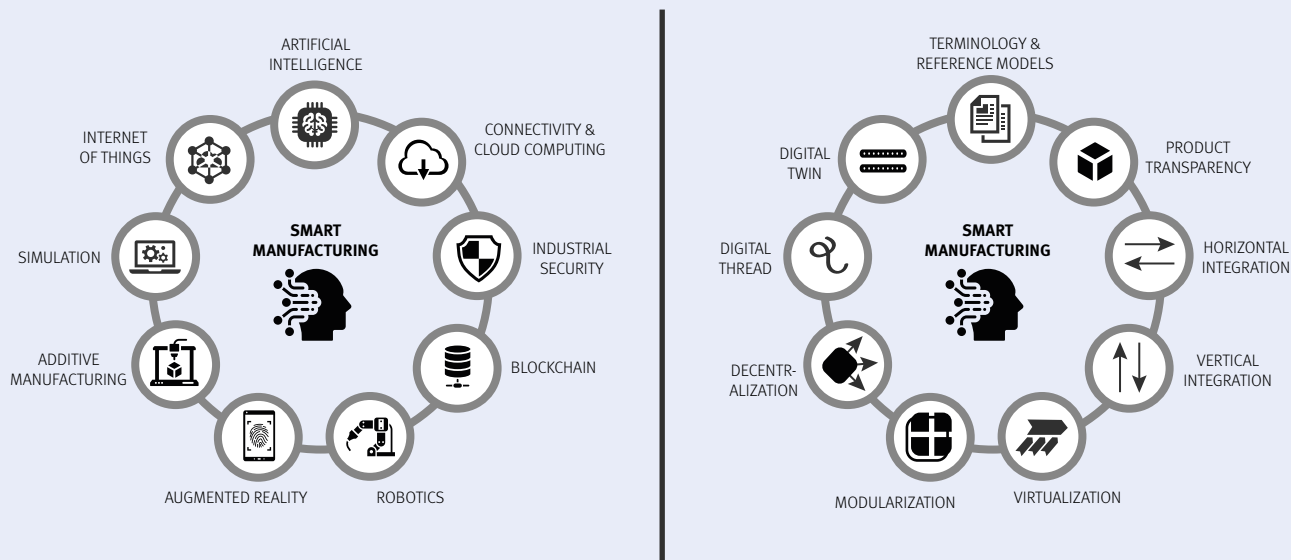 ARTIFICIAL
INTELLIGENCE
CONNECTIVITY &
CLOUD COMPUTING
INDUSTRIAL
SECURITY
BLOCKCHAIN
ROBOTICS
AUGMENTED REALITY
ADDITIVE
MANUFACTURING
SIMULATION
INTERNET
OF THINGS
SMART
MANUFACTURING
TERMINOLOGY &
REFERENCE MODELS
PRODUCT
TRANSPARENCY
HORIZONTAL
INTEGRATION
VERTICAL
INTEGRATION
VIRTUALIZATION
MODULARIZATION
DECENTR-
ALIZATION
DIGITAL
THREAD
DIGITAL
TWIN
SMART
MANUFACTURING